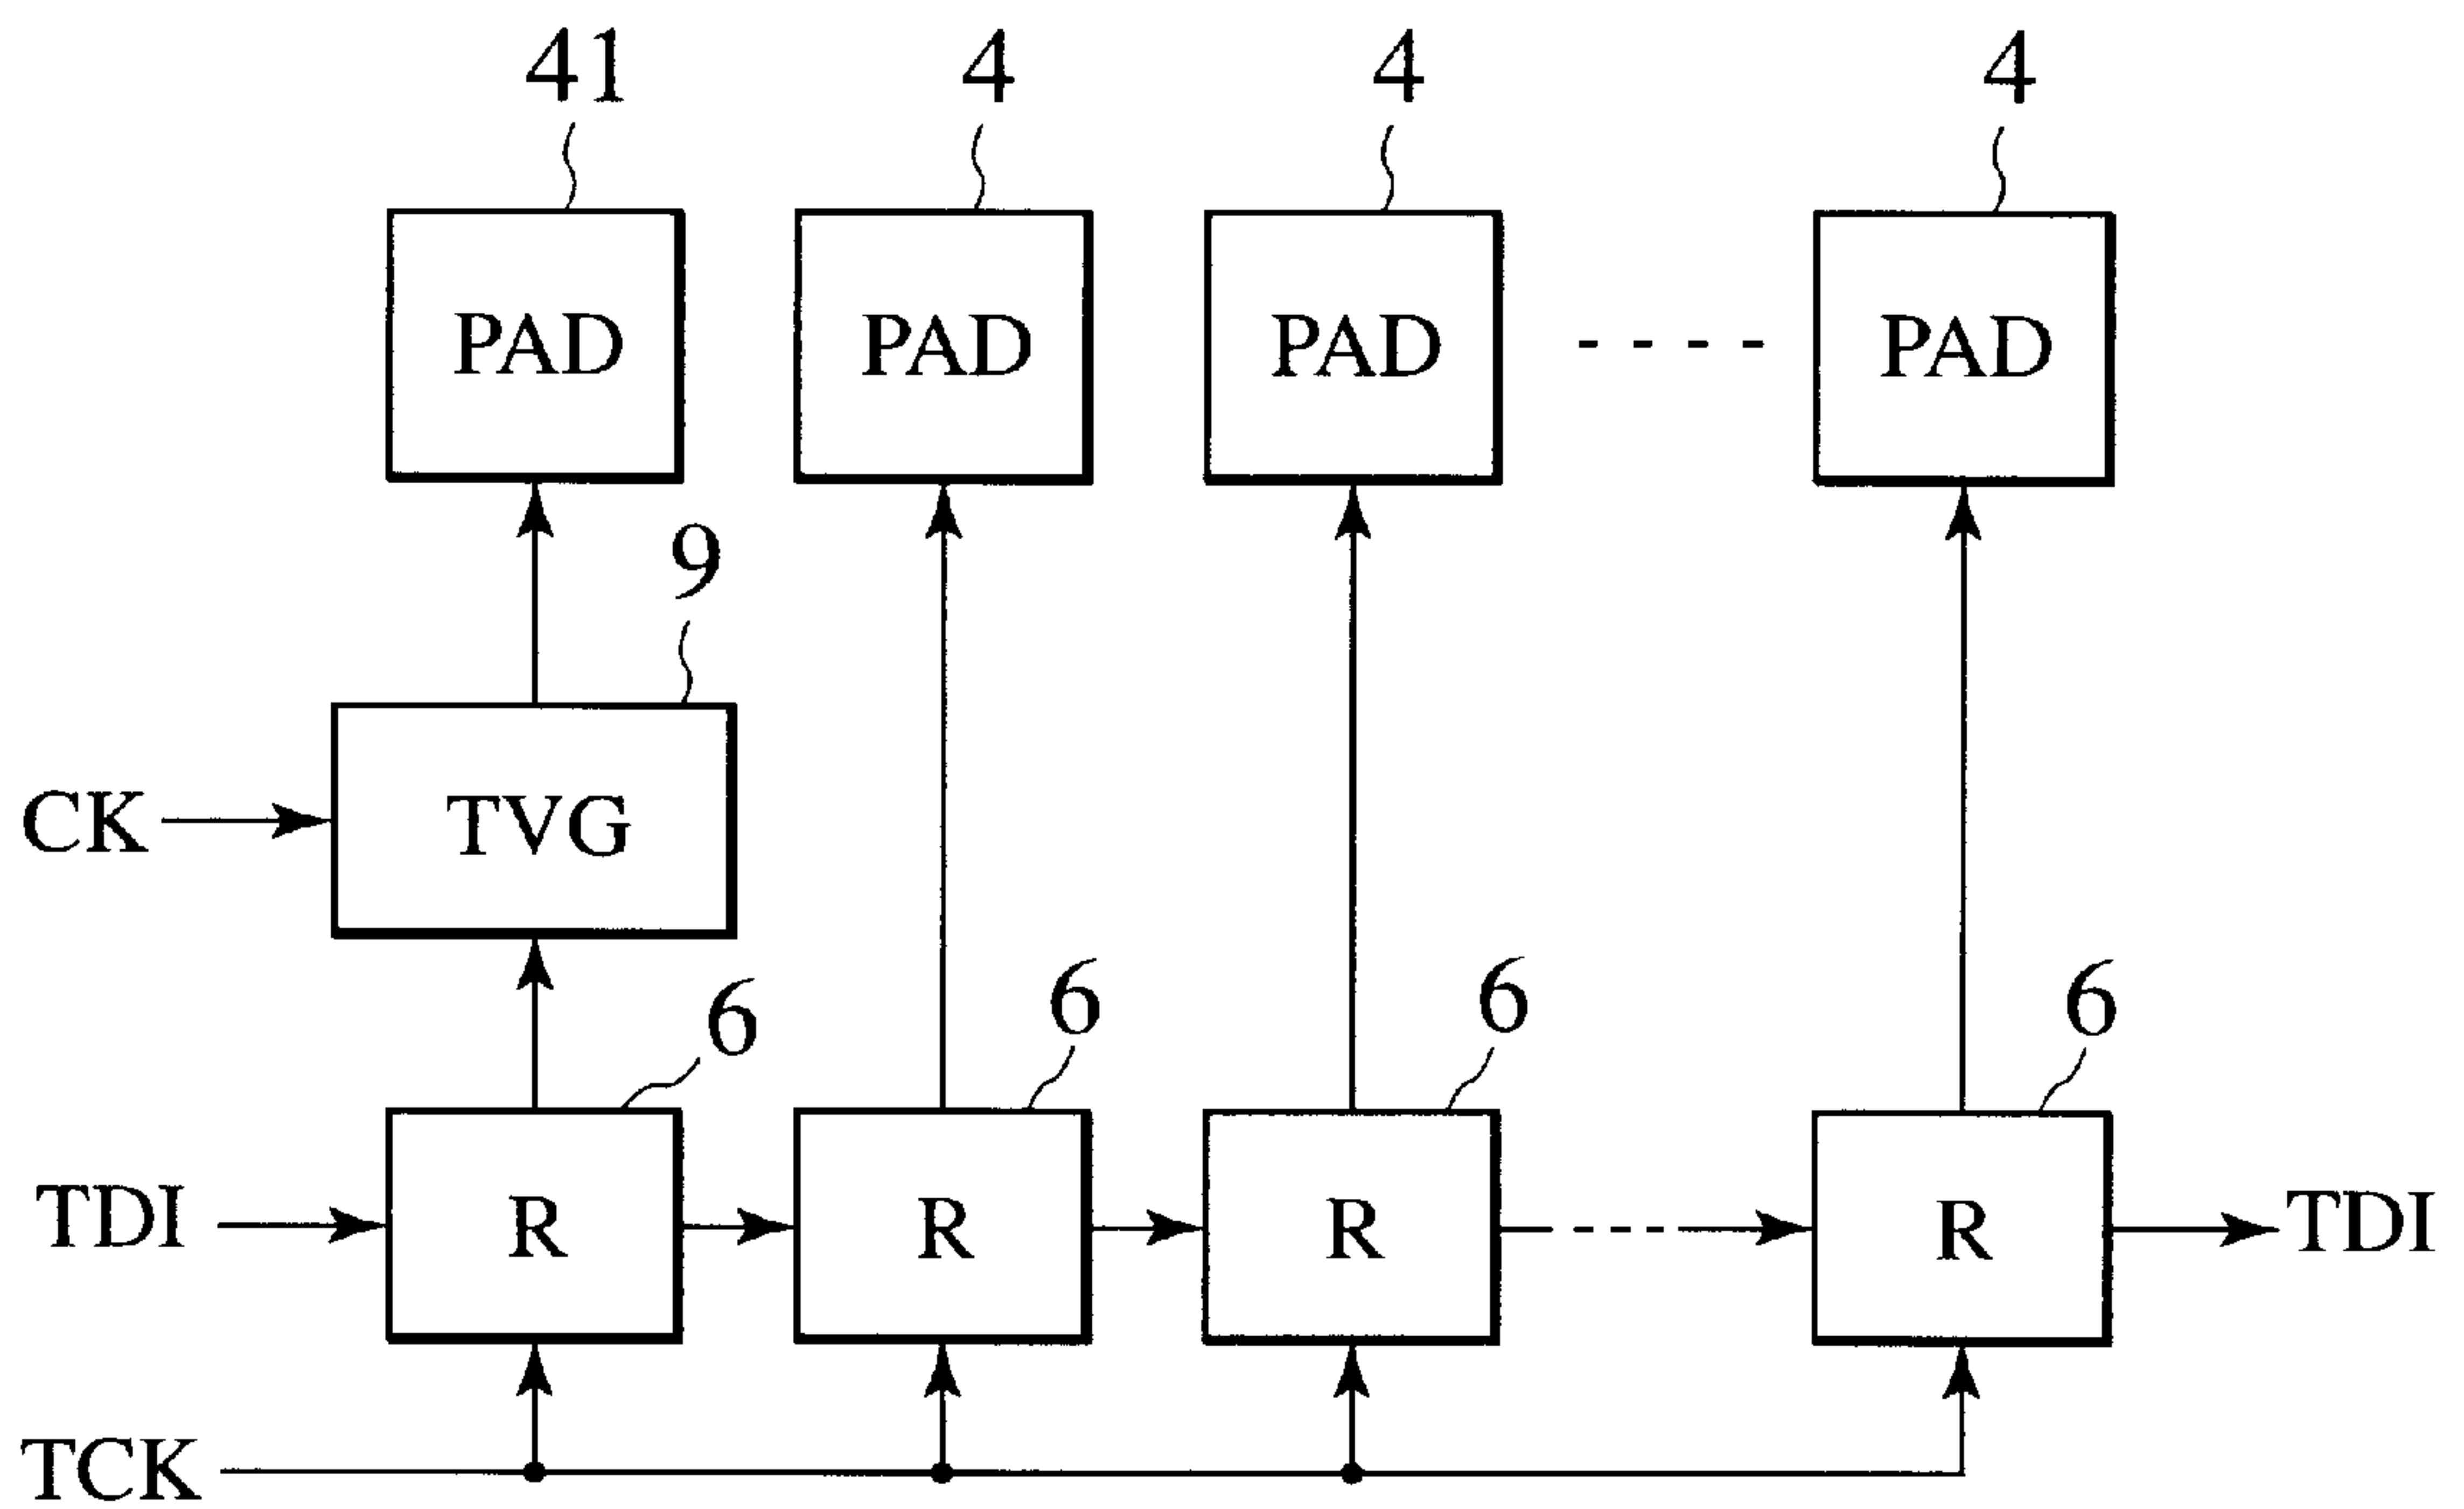 41 4 4 4
PAD PAD PAD PAD
9
CK TVG
6 6 6 6
TDI R R R R TDI
TCK